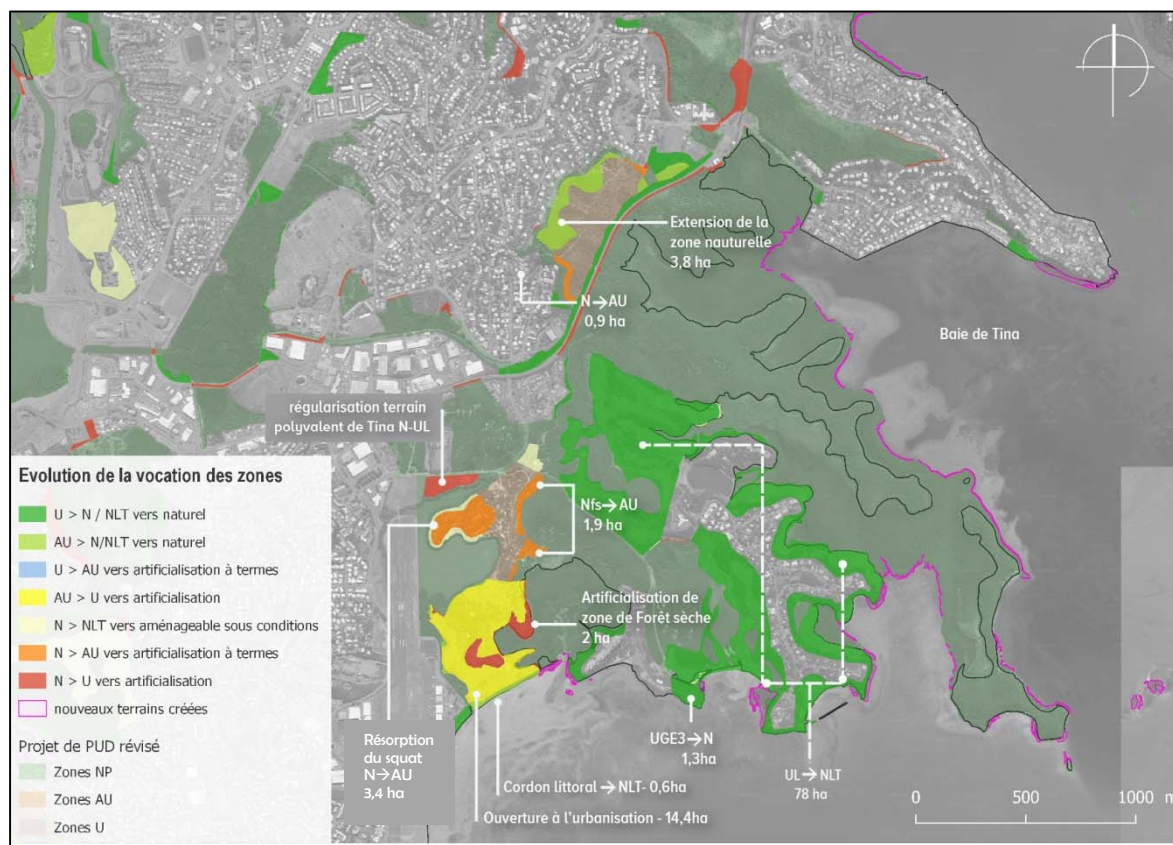 Extension de la
zone nauturelle
3,8 ha
N→AU
0,9 ha
Baie de Tina
régularisation terrain
polyvalent de Tina N-UL
Nfs→AU
1,9 ha
Artificialisation de
zone de Forêt sèche
2 ha
Evolution de la vocation des zones
U > N / NLT vers naturel
AU > N/NLT vers naturel
U > AU vers artificialisation à termes
AU > U vers artificialisation
N > NLT vers aménageable sous conditions
N > AU vers artificialisation à termes
N > U vers artificialisation
nouveaux terrains créées
Projet de PUD révisé
Zones NP
Zones AU
Zones U
Résorption
du squat
N→AU
3,4 ha
UGE3→N
1,3ha
UL→NLT
78 ha
Cordon littoral →NLT- 0,6ha
Ouverture à l'urbanisation - 14,4ha
0 500 1000 m